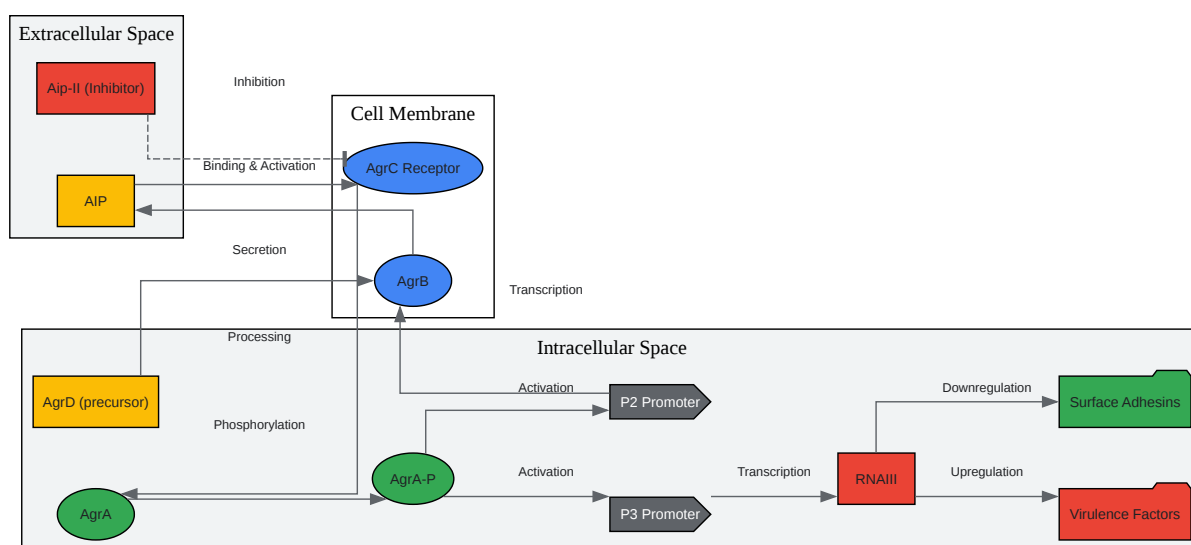 Extracellular Space
Aip-II (Inhibitor)
Inhibition
Cell Membrane
Binding & Activation
AgrC Receptor
AIP
Secretion
AgrB
Transcription
Processing
Intracellular Space
AgrD (precursor)
Phosphorylation
Activation
P2 Promoter
Downregulation
Surface Adhesins
AgrA-P
Activation
Transcription
RNAIII
Upregulation
AgrA
P3 Promoter
Virulence Factors